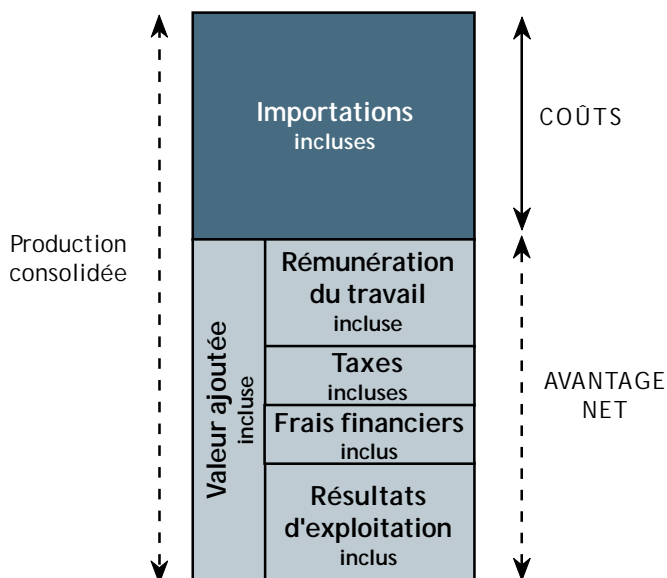 Importations
incluses
COÛTS
Production
consolidée
Valeur ajoutée
incluse
Rémunération
du travail
incluse
Taxes
incluses
Frais financiers
inclus
Résultats
d'exploitation
inclus
AVANTAGE
NET